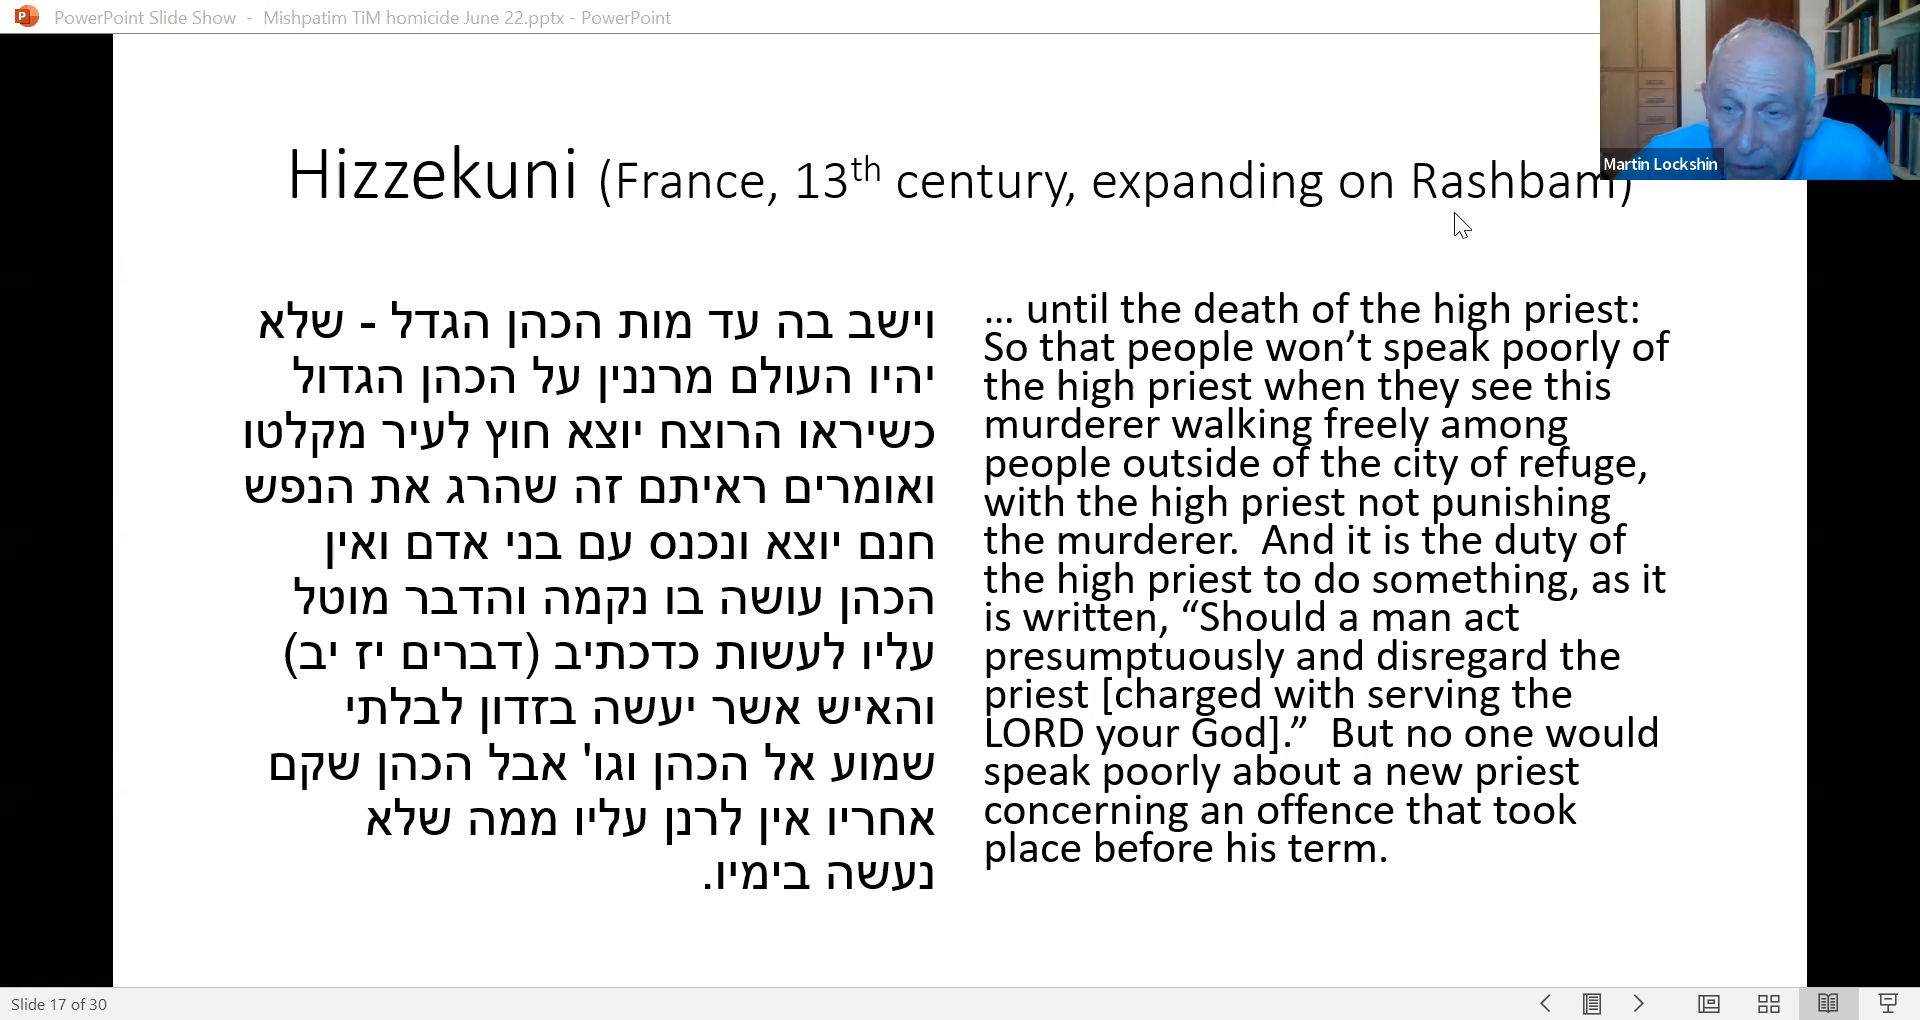 PowerPoint Slide Show - Mishpatim TiM homicide June 22.pptx - PowerPoint
Martin Lockshin
Hizzekuni (France, 13th century, expanding on Rashbam)
וישב בה עד מות הכהן הגדל - שלא
יהיו העולם מרננין על הכהן הגדול
כשיראו הרוצח יוצא חוץ לעיר מקלטו
ואומרים ראיתם זה שהרג את הנפש
חנם יוצא ונכנס עם בני אדם ואין
הכהן עושה בו נקמה והדבר מוטל
עליו לעשות כדכתיב (דברים יז יב)
והאיש אשר יעשה בזדון לבלתי
שמוע אל הכהן וגו' אבל הכהן שקם
אחריו אין לרנן עליו ממה שלא
נעשה בימיו.
... until the death of the high priest:
So that people won’t speak poorly of
the high priest when they see this
murderer walking freely among
people outside of the city of refuge,
with the high priest not punishing
the murderer.  And it is the duty of
the high priest to do something, as it
is written, “Should a man act
presumptuously and disregard the
priest [charged with serving the
LORD your God].”  But no one would
speak poorly about a new priest
concerning an offence that took
place before his term.
Slide 17 of 30